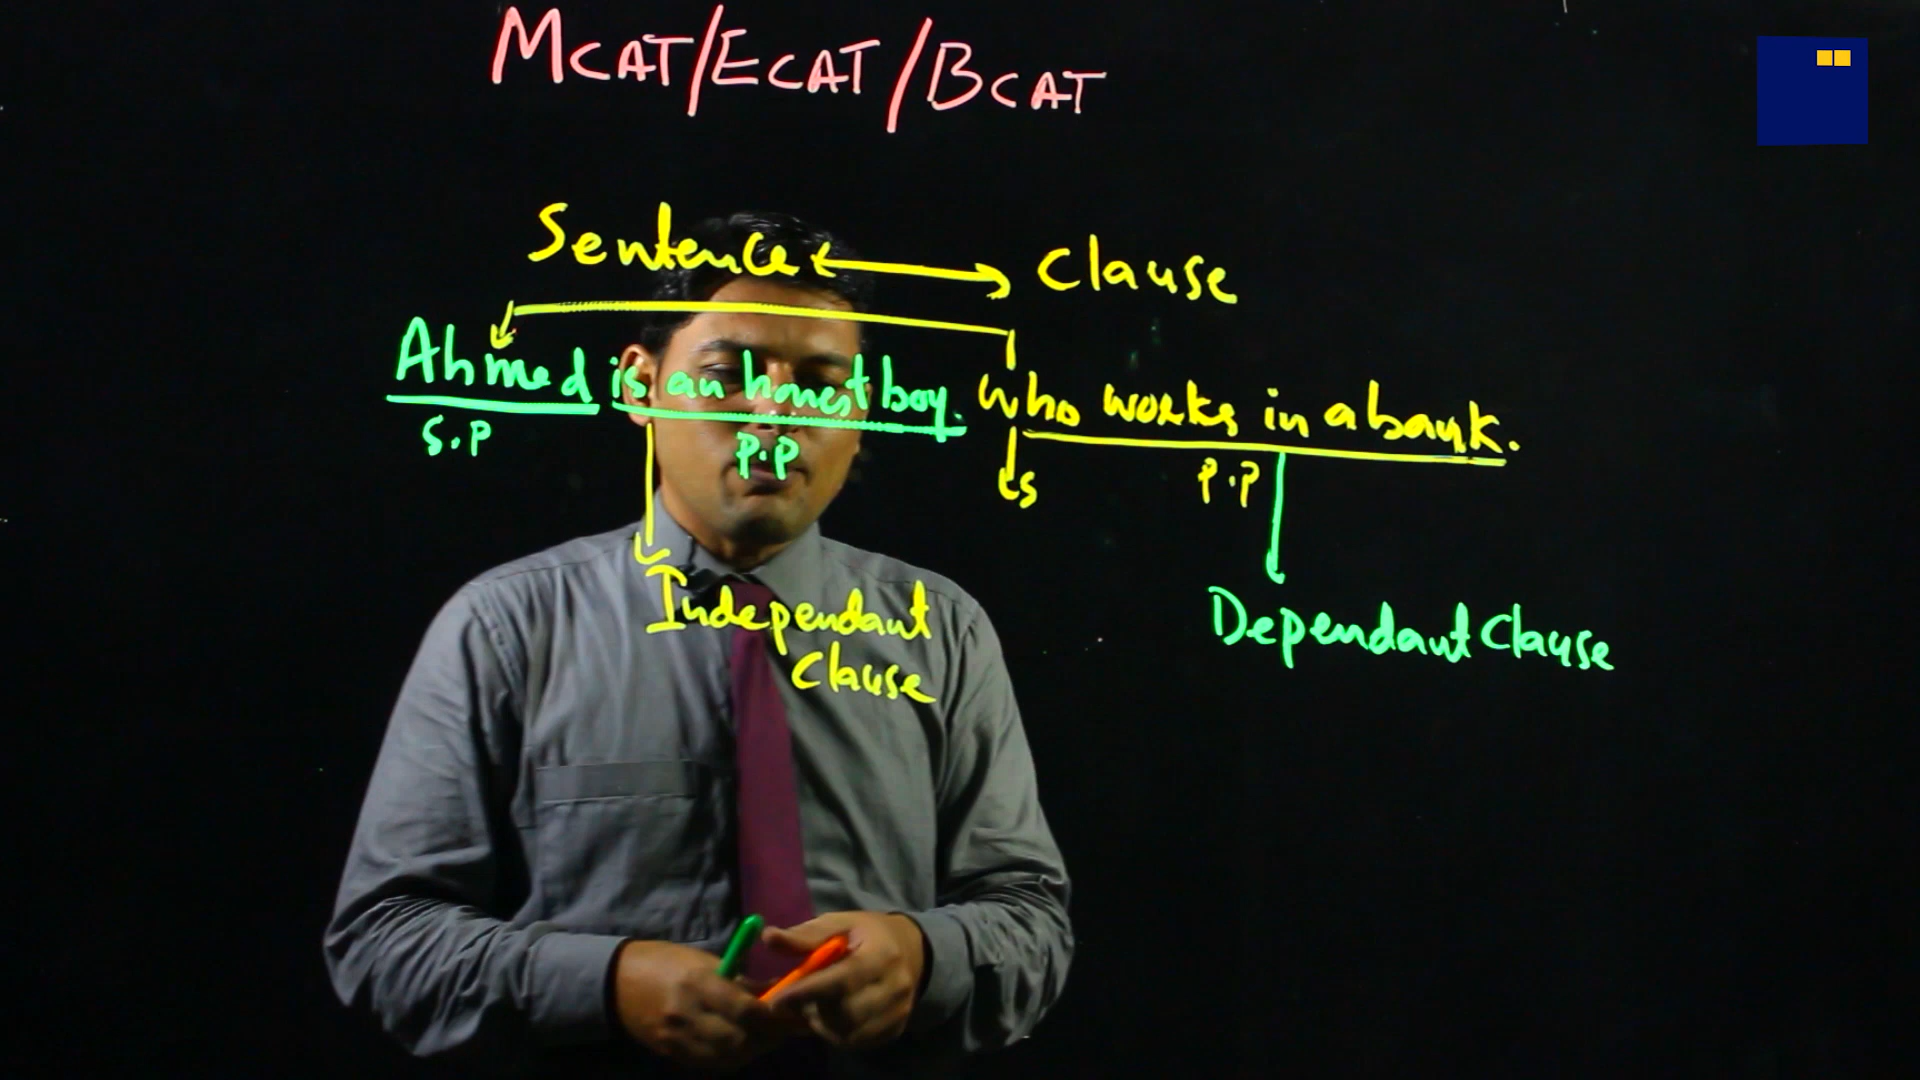 MCAT/ECAT/BCAT
Sentence Clause
Ahmed is an honest boy. who works in a bank.
S.P P.P S P.P
Independant Clause
Dependant Clause